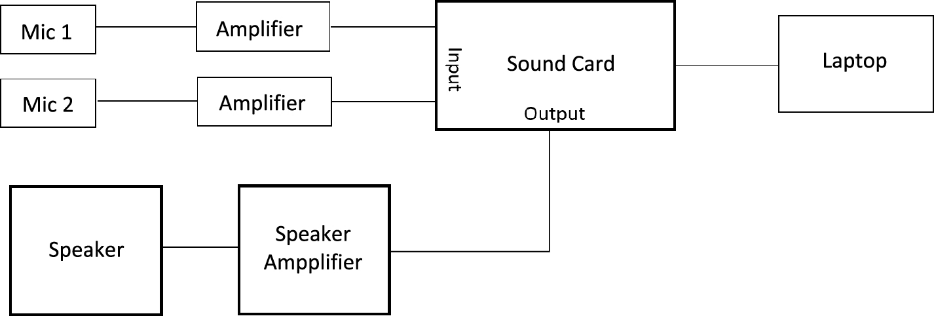 Mic 1
Amplifier
Input
Sound Card
Laptop
Mic 2
Amplifier
Output
Speaker
Speaker
Ampplifier